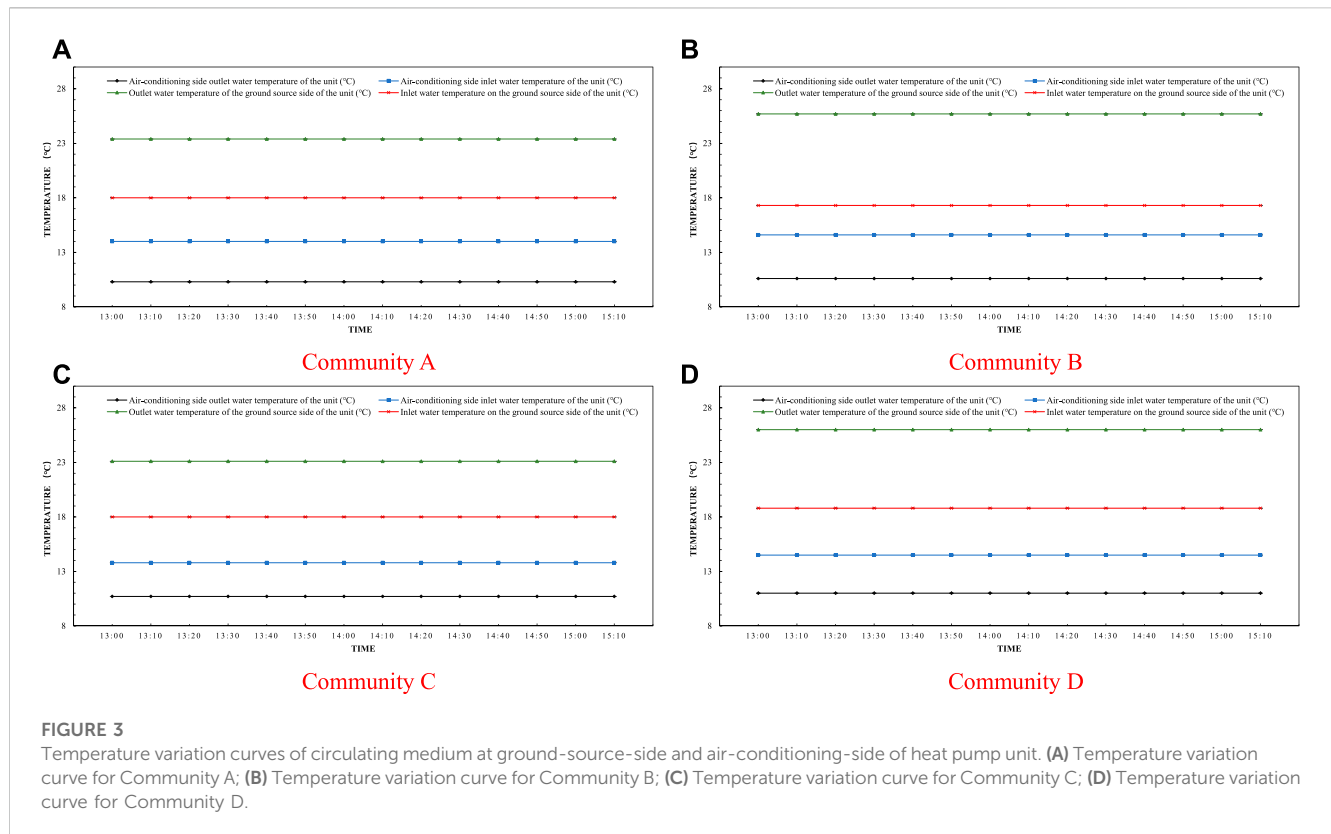 A
Air-conditioning side outlet water temperature of the unit (℃)
Air-conditioning side inlet water temperature of the unit (℃)
Outlet water temperature of the ground source side of the unit (℃)
Inlet water temperature on the ground source side of the unit (℃)
28
23
18
13
8
TEMPERATURE (℃)
13:00 13:10 13:20 13:30 13:40 13:50 14:00 14:10 14:20 14:30 14:40 14:50 15:00 15:10
TIME
Community A
B
Air-conditioning side outlet water temperature of the unit (℃)
Air-conditioning side inlet water temperature of the unit (℃)
Outlet water temperature of the ground source side of the unit (℃)
Inlet water temperature on the ground source side of the unit (℃)
28
23
18
13
8
TEMPERATURE (℃)
13:00 13:10 13:20 13:30 13:40 13:50 14:00 14:10 14:20 14:30 14:40 14:50 15:00 15:10
TIME
Community B
C
Air-conditioning side outlet water temperature of the unit (℃)
Air-conditioning side inlet water temperature of the unit (℃)
Outlet water temperature of the ground source side of the unit (℃)
Inlet water temperature on the ground source side of the unit (℃)
28
23
18
13
8
TEMPERATURE (℃)
13:00 13:10 13:20 13:30 13:40 13:50 14:00 14:10 14:20 14:30 14:40 14:50 15:00 15:10
TIME
Community C
D
Air-conditioning side outlet water temperature of the unit (℃)
Air-conditioning side inlet water temperature of the unit (℃)
Outlet water temperature of the ground source side of the unit (℃)
Inlet water temperature on the ground source side of the unit (℃)
28
23
18
13
8
TEMPERATURE (℃)
13:00 13:10 13:20 13:30 13:40 13:50 14:00 14:10 14:20 14:30 14:40 14:50 15:00 15:10
TIME
Community D
FIGURE 3
Temperature variation curves of circulating medium at ground-source-side and air-conditioning-side of heat pump unit. (A) Temperature variation
curve for Community A; (B) Temperature variation curve for Community B; (C) Temperature variation curve for Community C; (D) Temperature variation
curve for Community D.